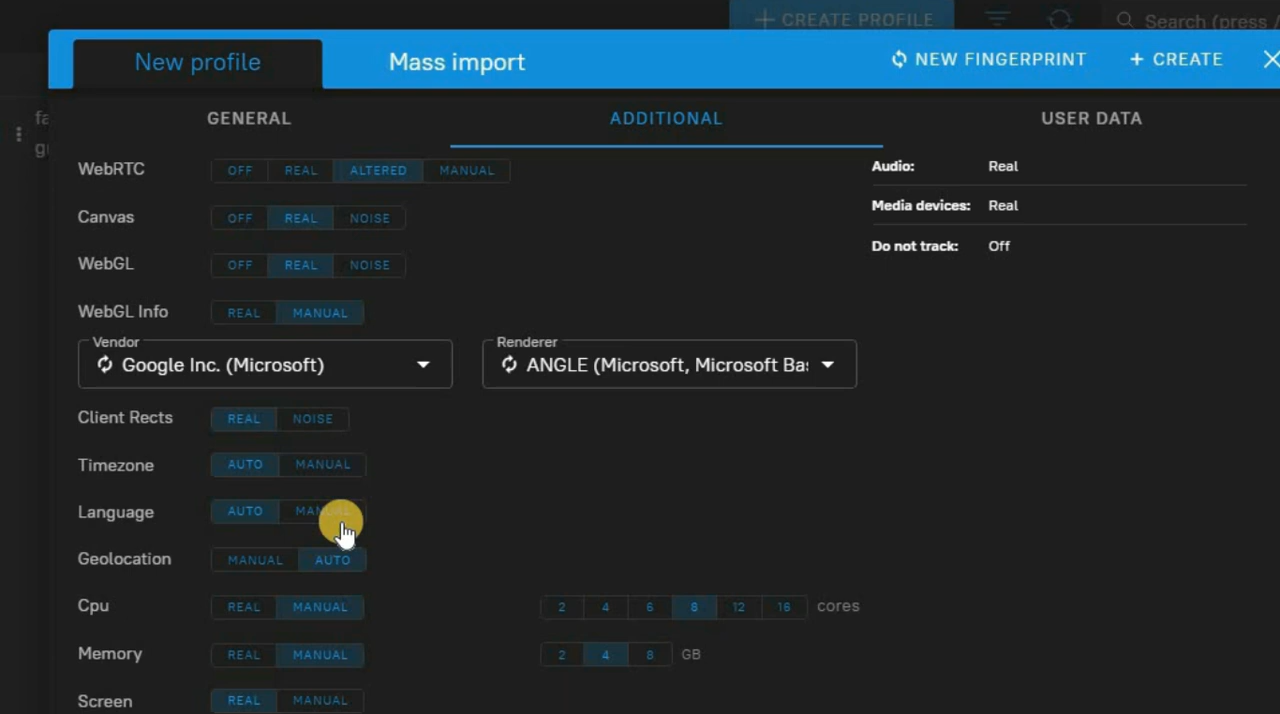 + CREATE PROFILE
Search (press /
New profile
Mass import
NEW FINGERPRINT
+ CREATE
fa
gr
GENERAL
ADDITIONAL
USER DATA
WebRTC
OFF REAL ALTERED MANUAL
Audio: Real
Canvas
OFF REAL NOISE
Media devices: Real
WebGL
OFF REAL NOISE
Do not track: Off
WebGL Info
REAL MANUAL
Vendor
Google Inc. (Microsoft)
Renderer
ANGLE (Microsoft, Microsoft Bas
Client Rects
REAL NOISE
Timezone
AUTO MANUAL
Language
AUTO MANUAL
Geolocation
MANUAL AUTO
Cpu
REAL MANUAL
2 4 6 8 12 16 cores
Memory
REAL MANUAL
2 4 8 GB
Screen
REAL MANUAL